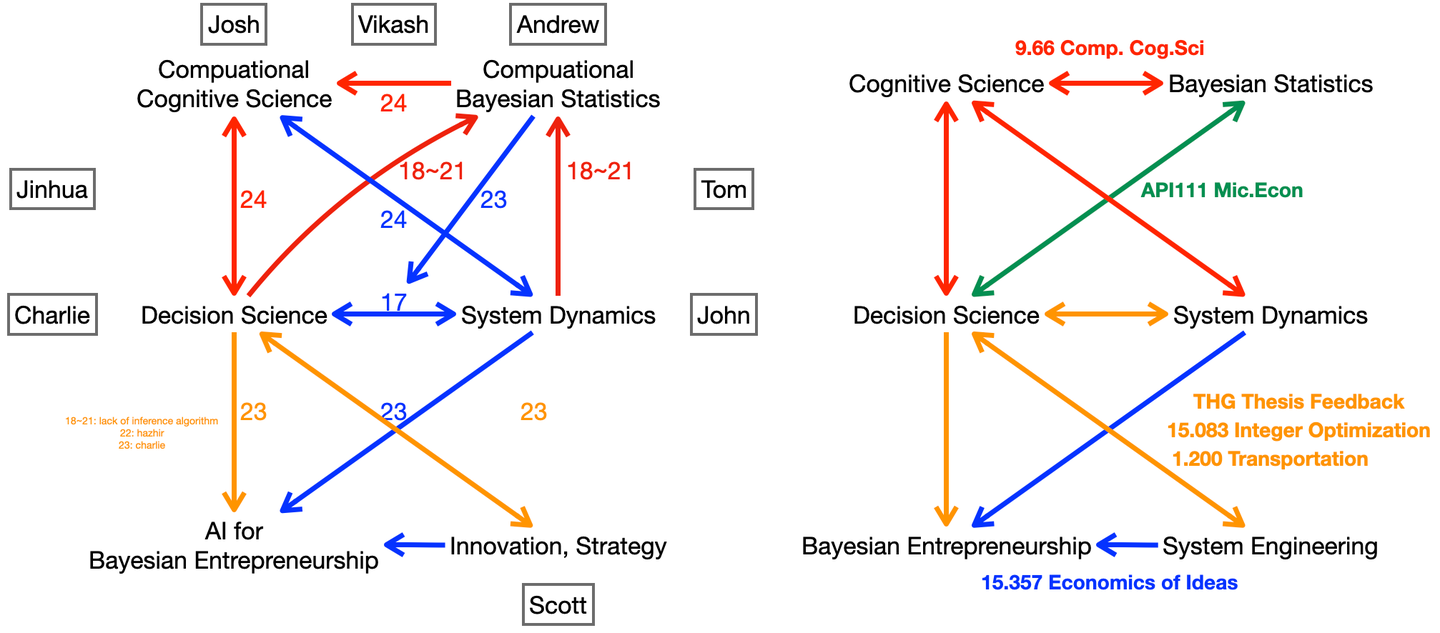 Josh
Vikash
Andrew
Compuational
Cognitive Science
24
Compuational
Bayesian Statistics
Jinhua
24
18~21
24
23
18~21
Tom
Charlie
Decision Science
17
System Dynamics
John
18~21: lack of inference algorithm
22: hazhir
23: charlie
23
23
23
AI for
Bayesian Entrepreneurship
Innovation, Strategy
Scott
9.66 Comp. Cog.Sci
Cognitive Science
Bayesian Statistics
API111 Mic.Econ
Decision Science
System Dynamics
THG Thesis Feedback
15.083 Integer Optimization
1.200 Transportation
Bayesian Entrepreneurship
System Engineering
15.357 Economics of Ideas